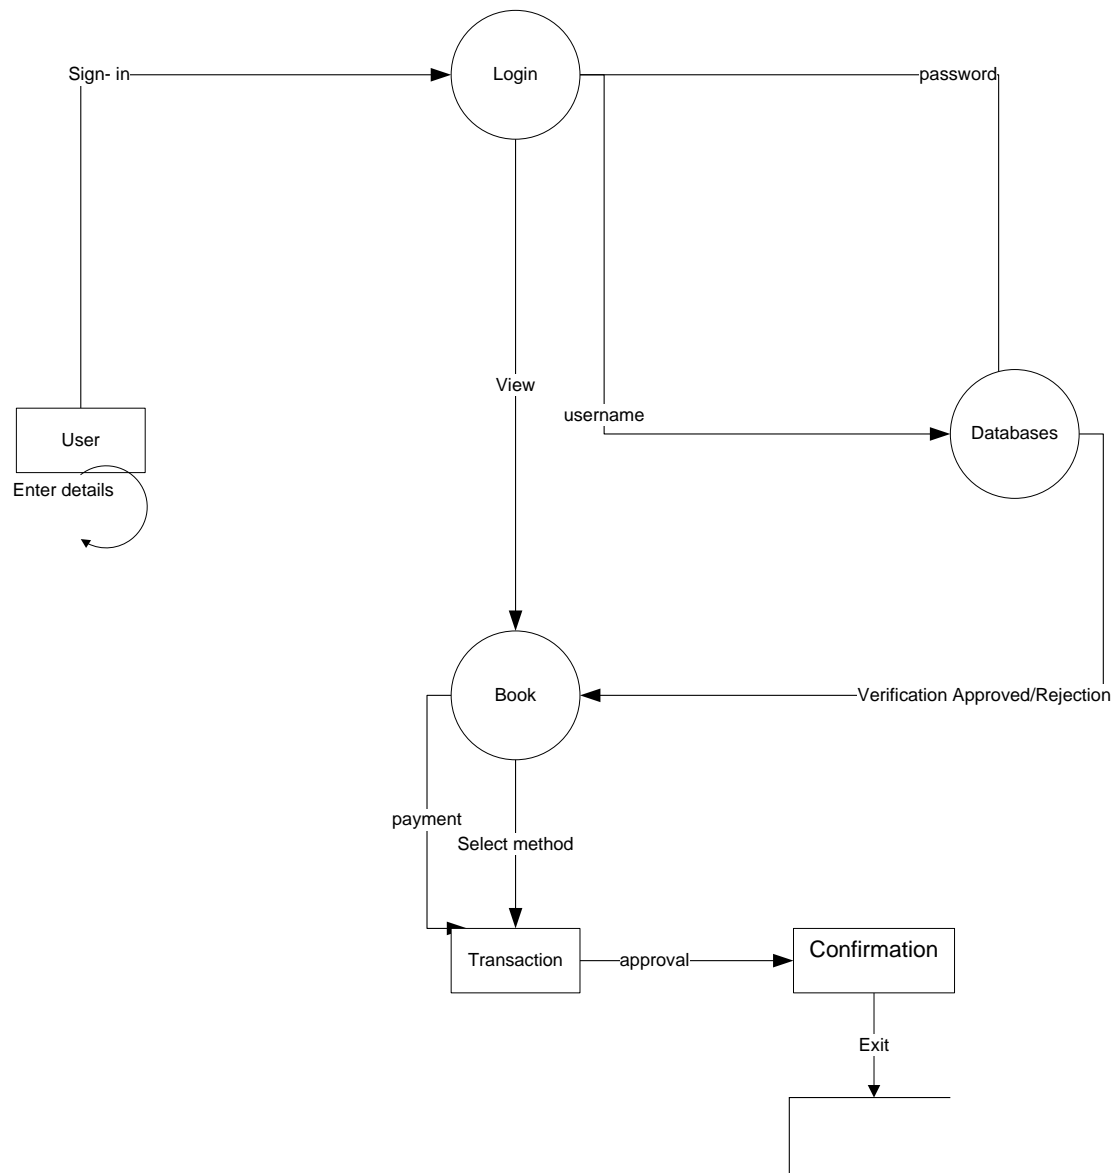 Sign- in
Login
password
View
username
User
Databases
Enter details
Book
Verification Approved/Rejection
payment
Select method
Transaction
approval
Confirmation
Exit